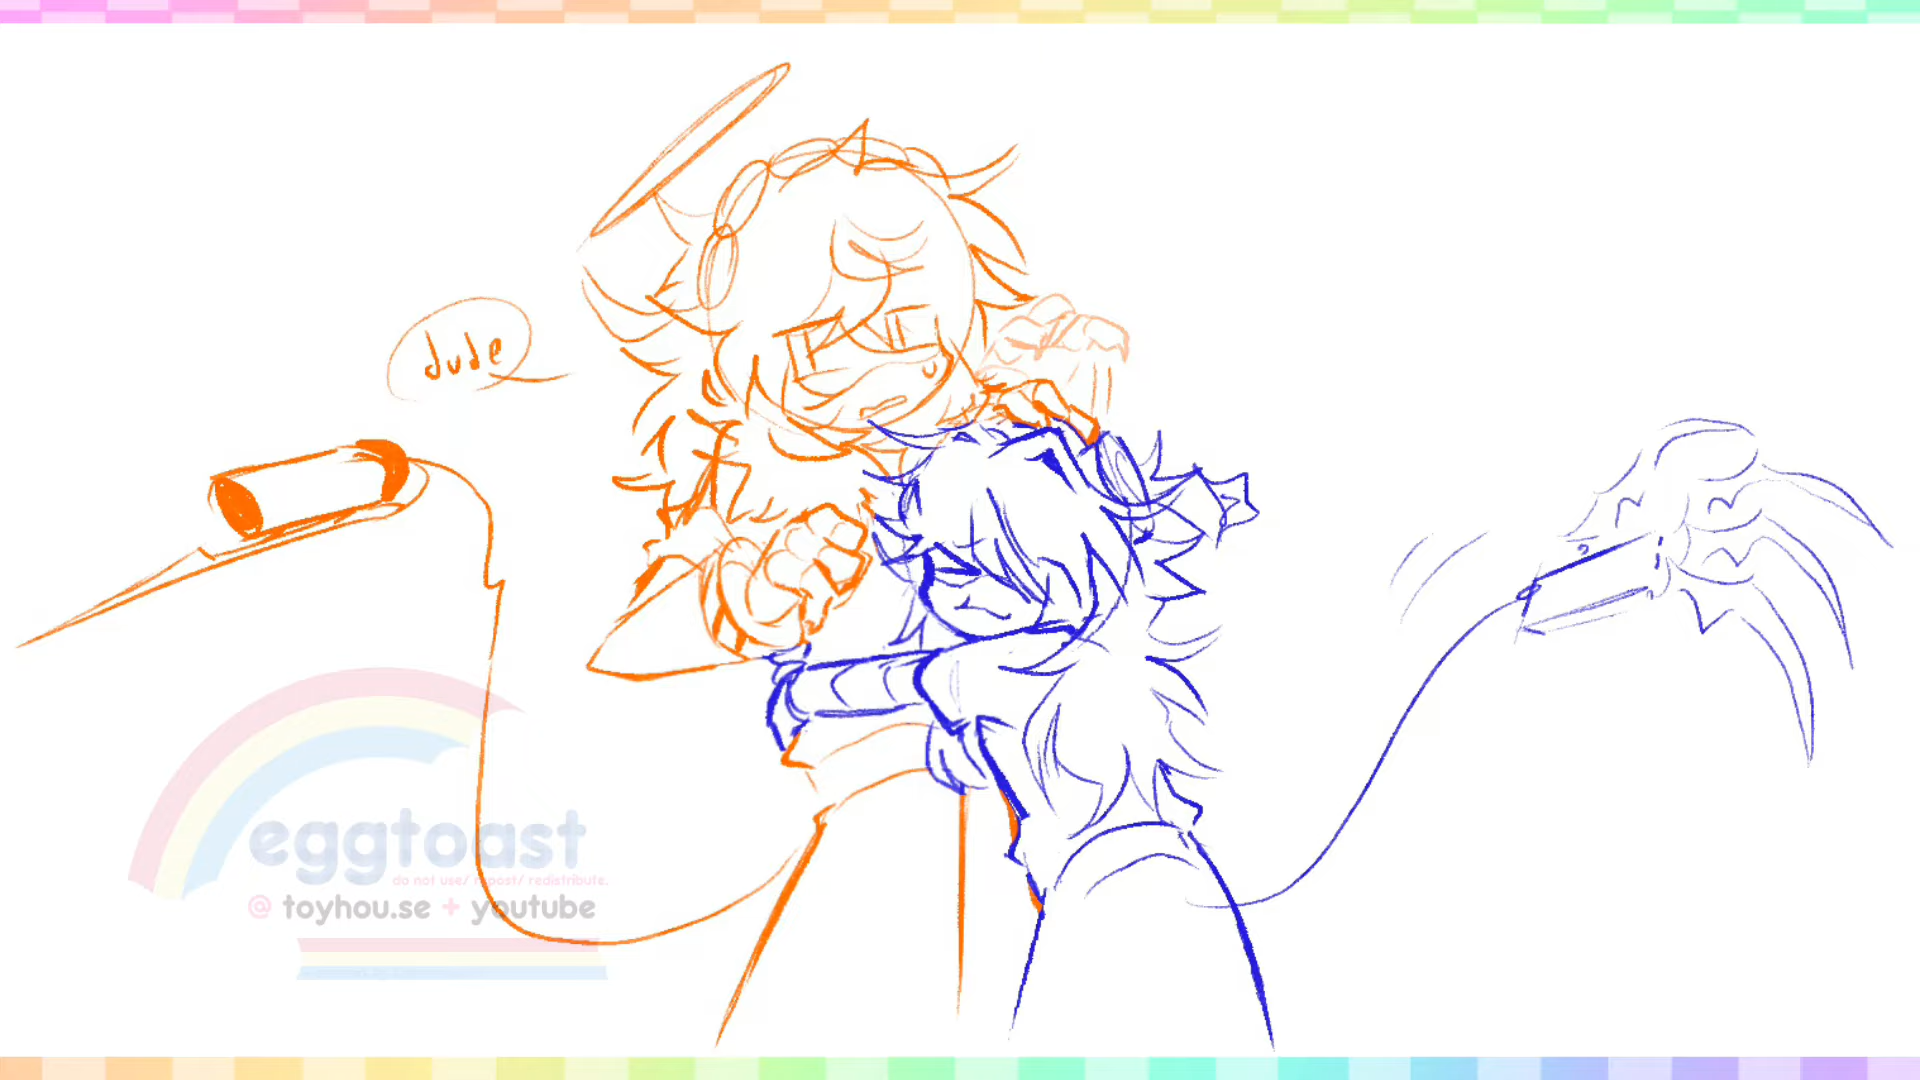 dude
eggtoast
do not use/ repost/ redistribute.
@ toyhou.se + youtube